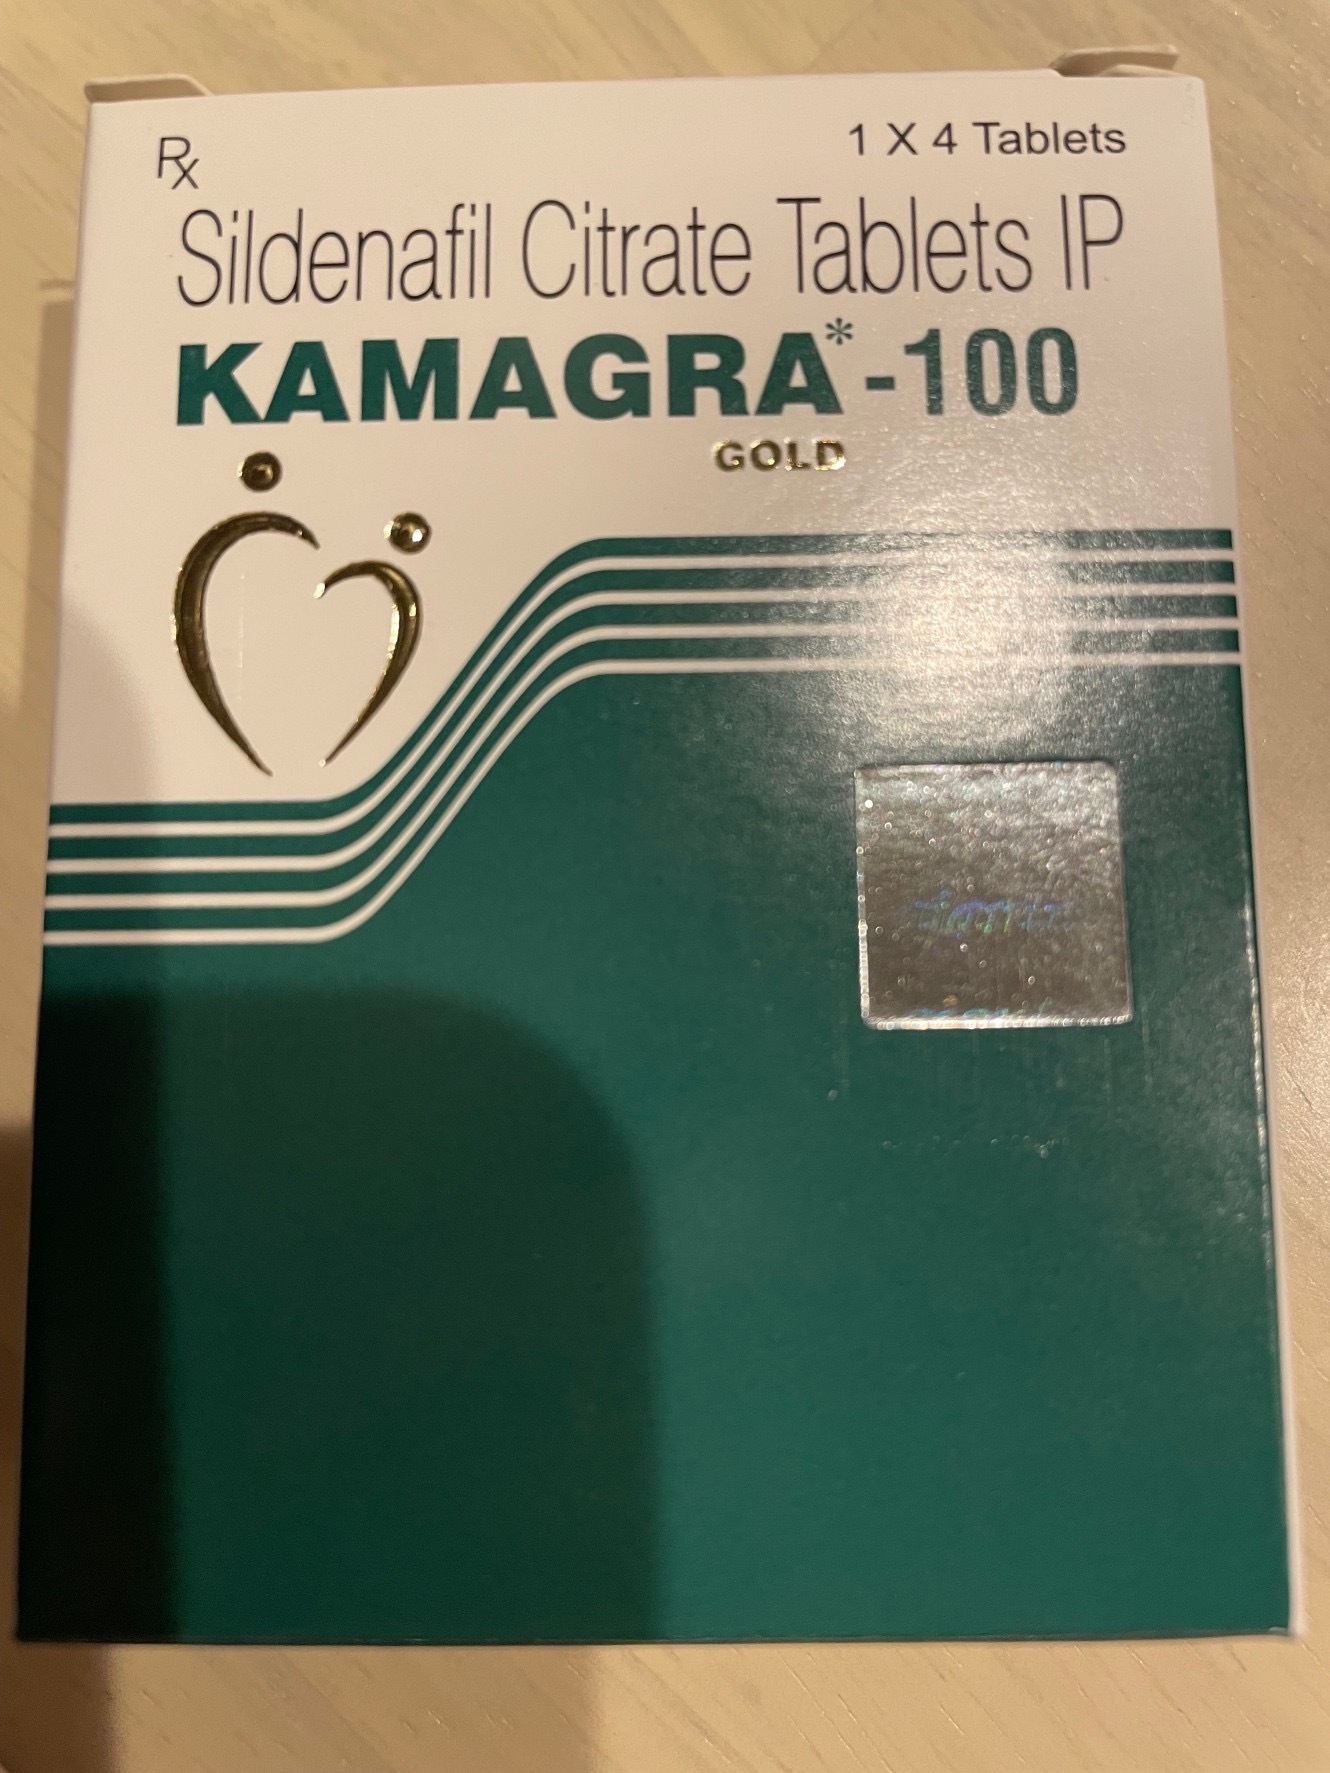 Rx
1 X 4 Tablets
Sildenafil Citrate Tablets IP
KAMAGRA*-100
GOLD